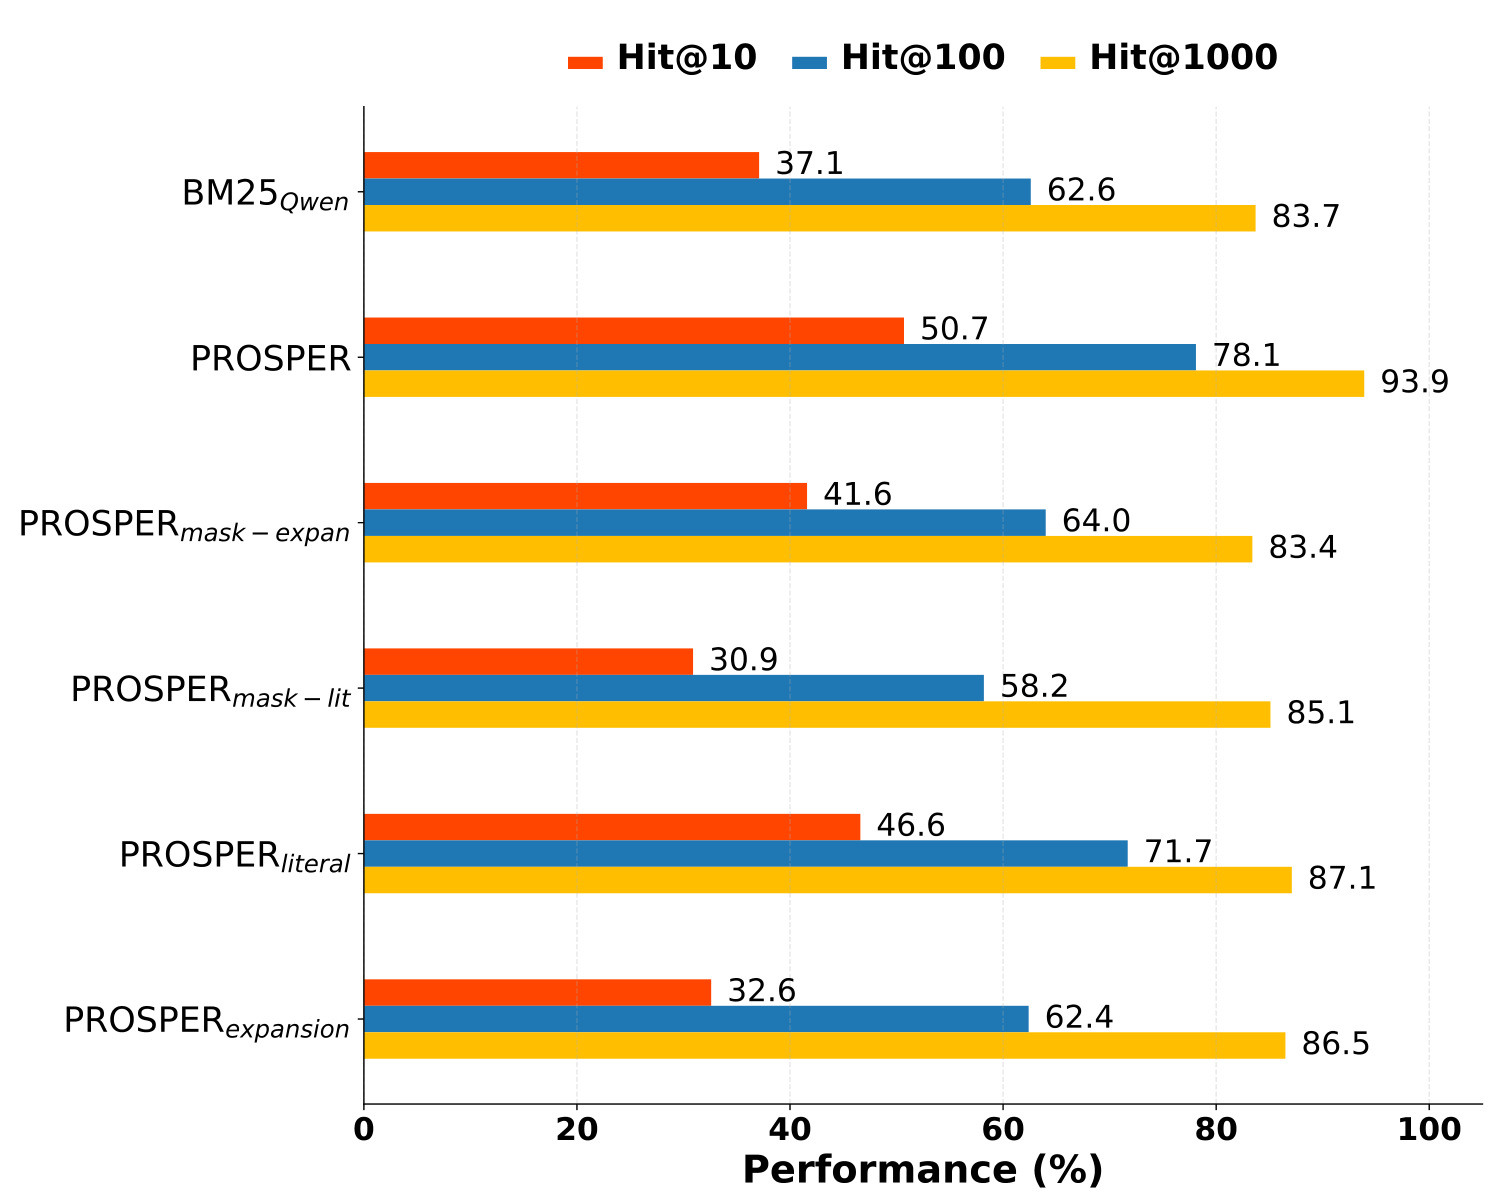 Hit@10 Hit@100 Hit@1000
BM25Qwen
37.1
62.6
83.7
PROSPER
50.7
78.1
93.9
PROSPERmask−expan
41.6
64.0
83.4
PROSPERmask−lit
30.9
58.2
85.1
PROSPERliteral
46.6
71.7
87.1
PROSPERexpansion
32.6
62.4
86.5
0 20 40 60 80 100
Performance (%)